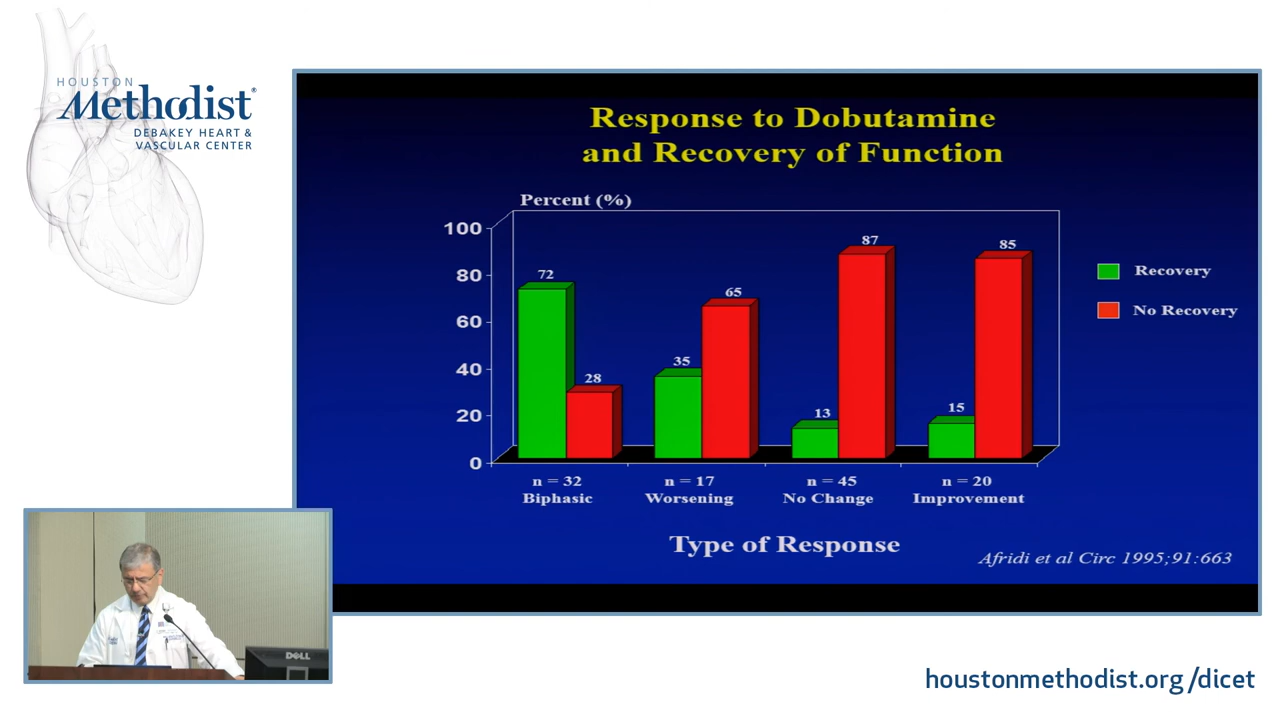 HOUSTON
Methodist®
DEBAKEY HEART &
VASCULAR CENTER
Response to Dobutamine
and Recovery of Function
Percent (%)
100
80
60
40
20
0
72
28
35
65
13
87
15
85
n = 32
Biphasic
n = 17
Worsening
n = 45
No Change
n = 20
Improvement
Type of Response
Recovery
No Recovery
Afridi et al Circ 1995;91:663
DELL
houstonmethodist.org/dicet